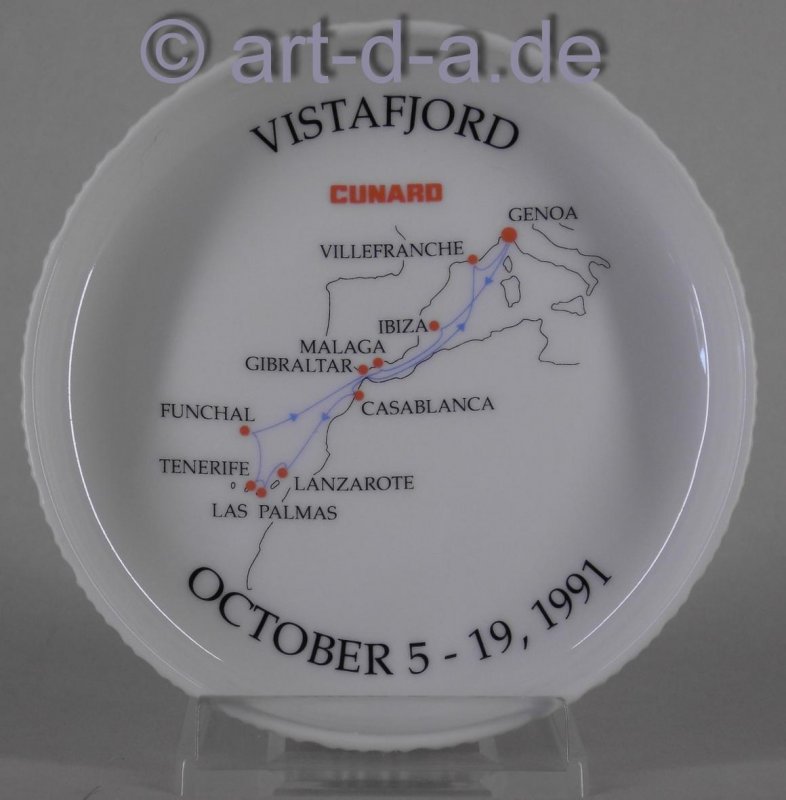 © art-d-a.de
VISTAFJORD
CUNARD
GENOA
VILLEFRANCHE
IBIZA
MALAGA
GIBRALTAR
CASABLANCA
FUNCHAL
TENERIFE
LANZAROTE
LAS PALMAS
OCTOBER 5 - 19, 1991